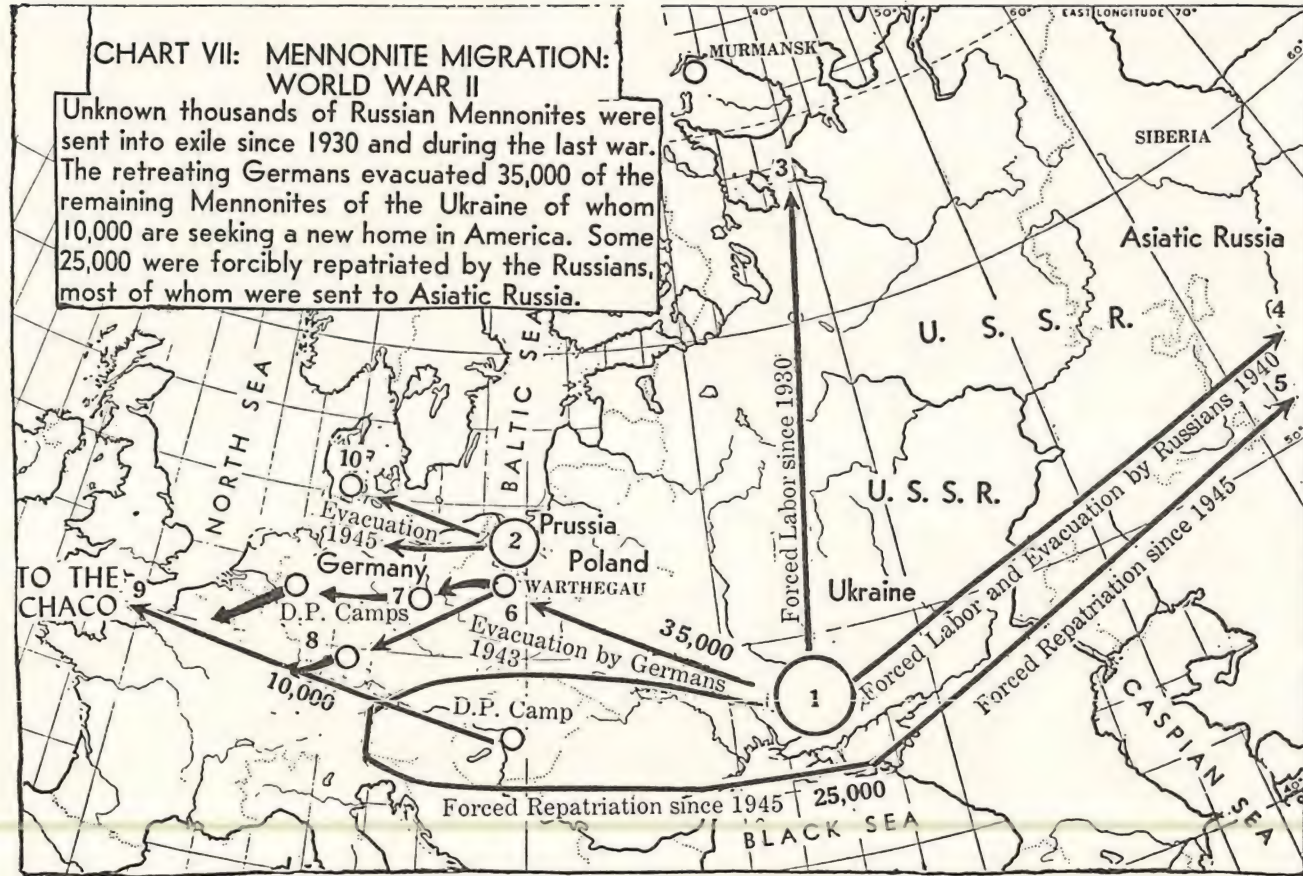 CHART VII: MENNONITE MIGRATION:
WORLD WAR II
Unknown thousands of Russian Mennonites were
sent into exile since 1930 and during the last war.
The retreating Germans evacuated 35,000 of the
remaining Mennonites of the Ukraine of whom
10,000 are seeking a new home in America. Some
25,000 were forcibly repatriated by the Russians,
most of whom were sent to Asiatic Russia.
40°
50°
60°
EAST LONGITUDE 70°
60°
MURMANSK
SIBERIA
(3)
Asiatic Russia
U. S. S. R.
(4
5
50°
NORTH SEA
BALTIC SEA
Forced Labor since 1930
Forced Labor and Evacuation by Russians 1940
Forced Repatriation since 1945
U. S. S. R.
10?
Evacuation
1945
2
Prussia
Poland
Germany
WARTHEGAU
TO THE
CHACO
9
D.P. Camps
7
6
8
Evacuation by Germans
1943
35,000
Ukraine
1
10,000
D.P. Camp
Forced Repatriation since 1945
25,000
BLACK SEA
CASPIAN SEA
40°